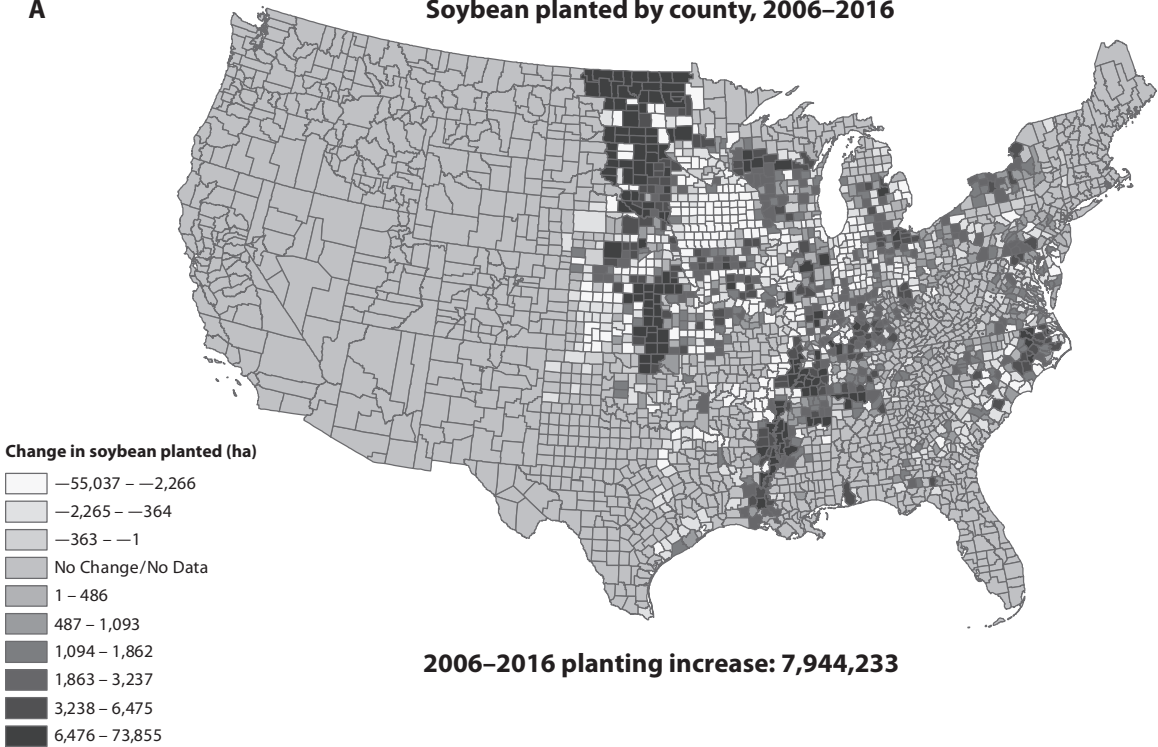 A
Soybean planted by county, 2006–2016
Change in soybean planted (ha)
—55,037 – —2,266
—2,265 – —364
—363 – —1
No Change/No Data
1 – 486
487 – 1,093
1,094 – 1,862
1,863 – 3,237
3,238 – 6,475
6,476 – 73,855
2006–2016 planting increase: 7,944,233